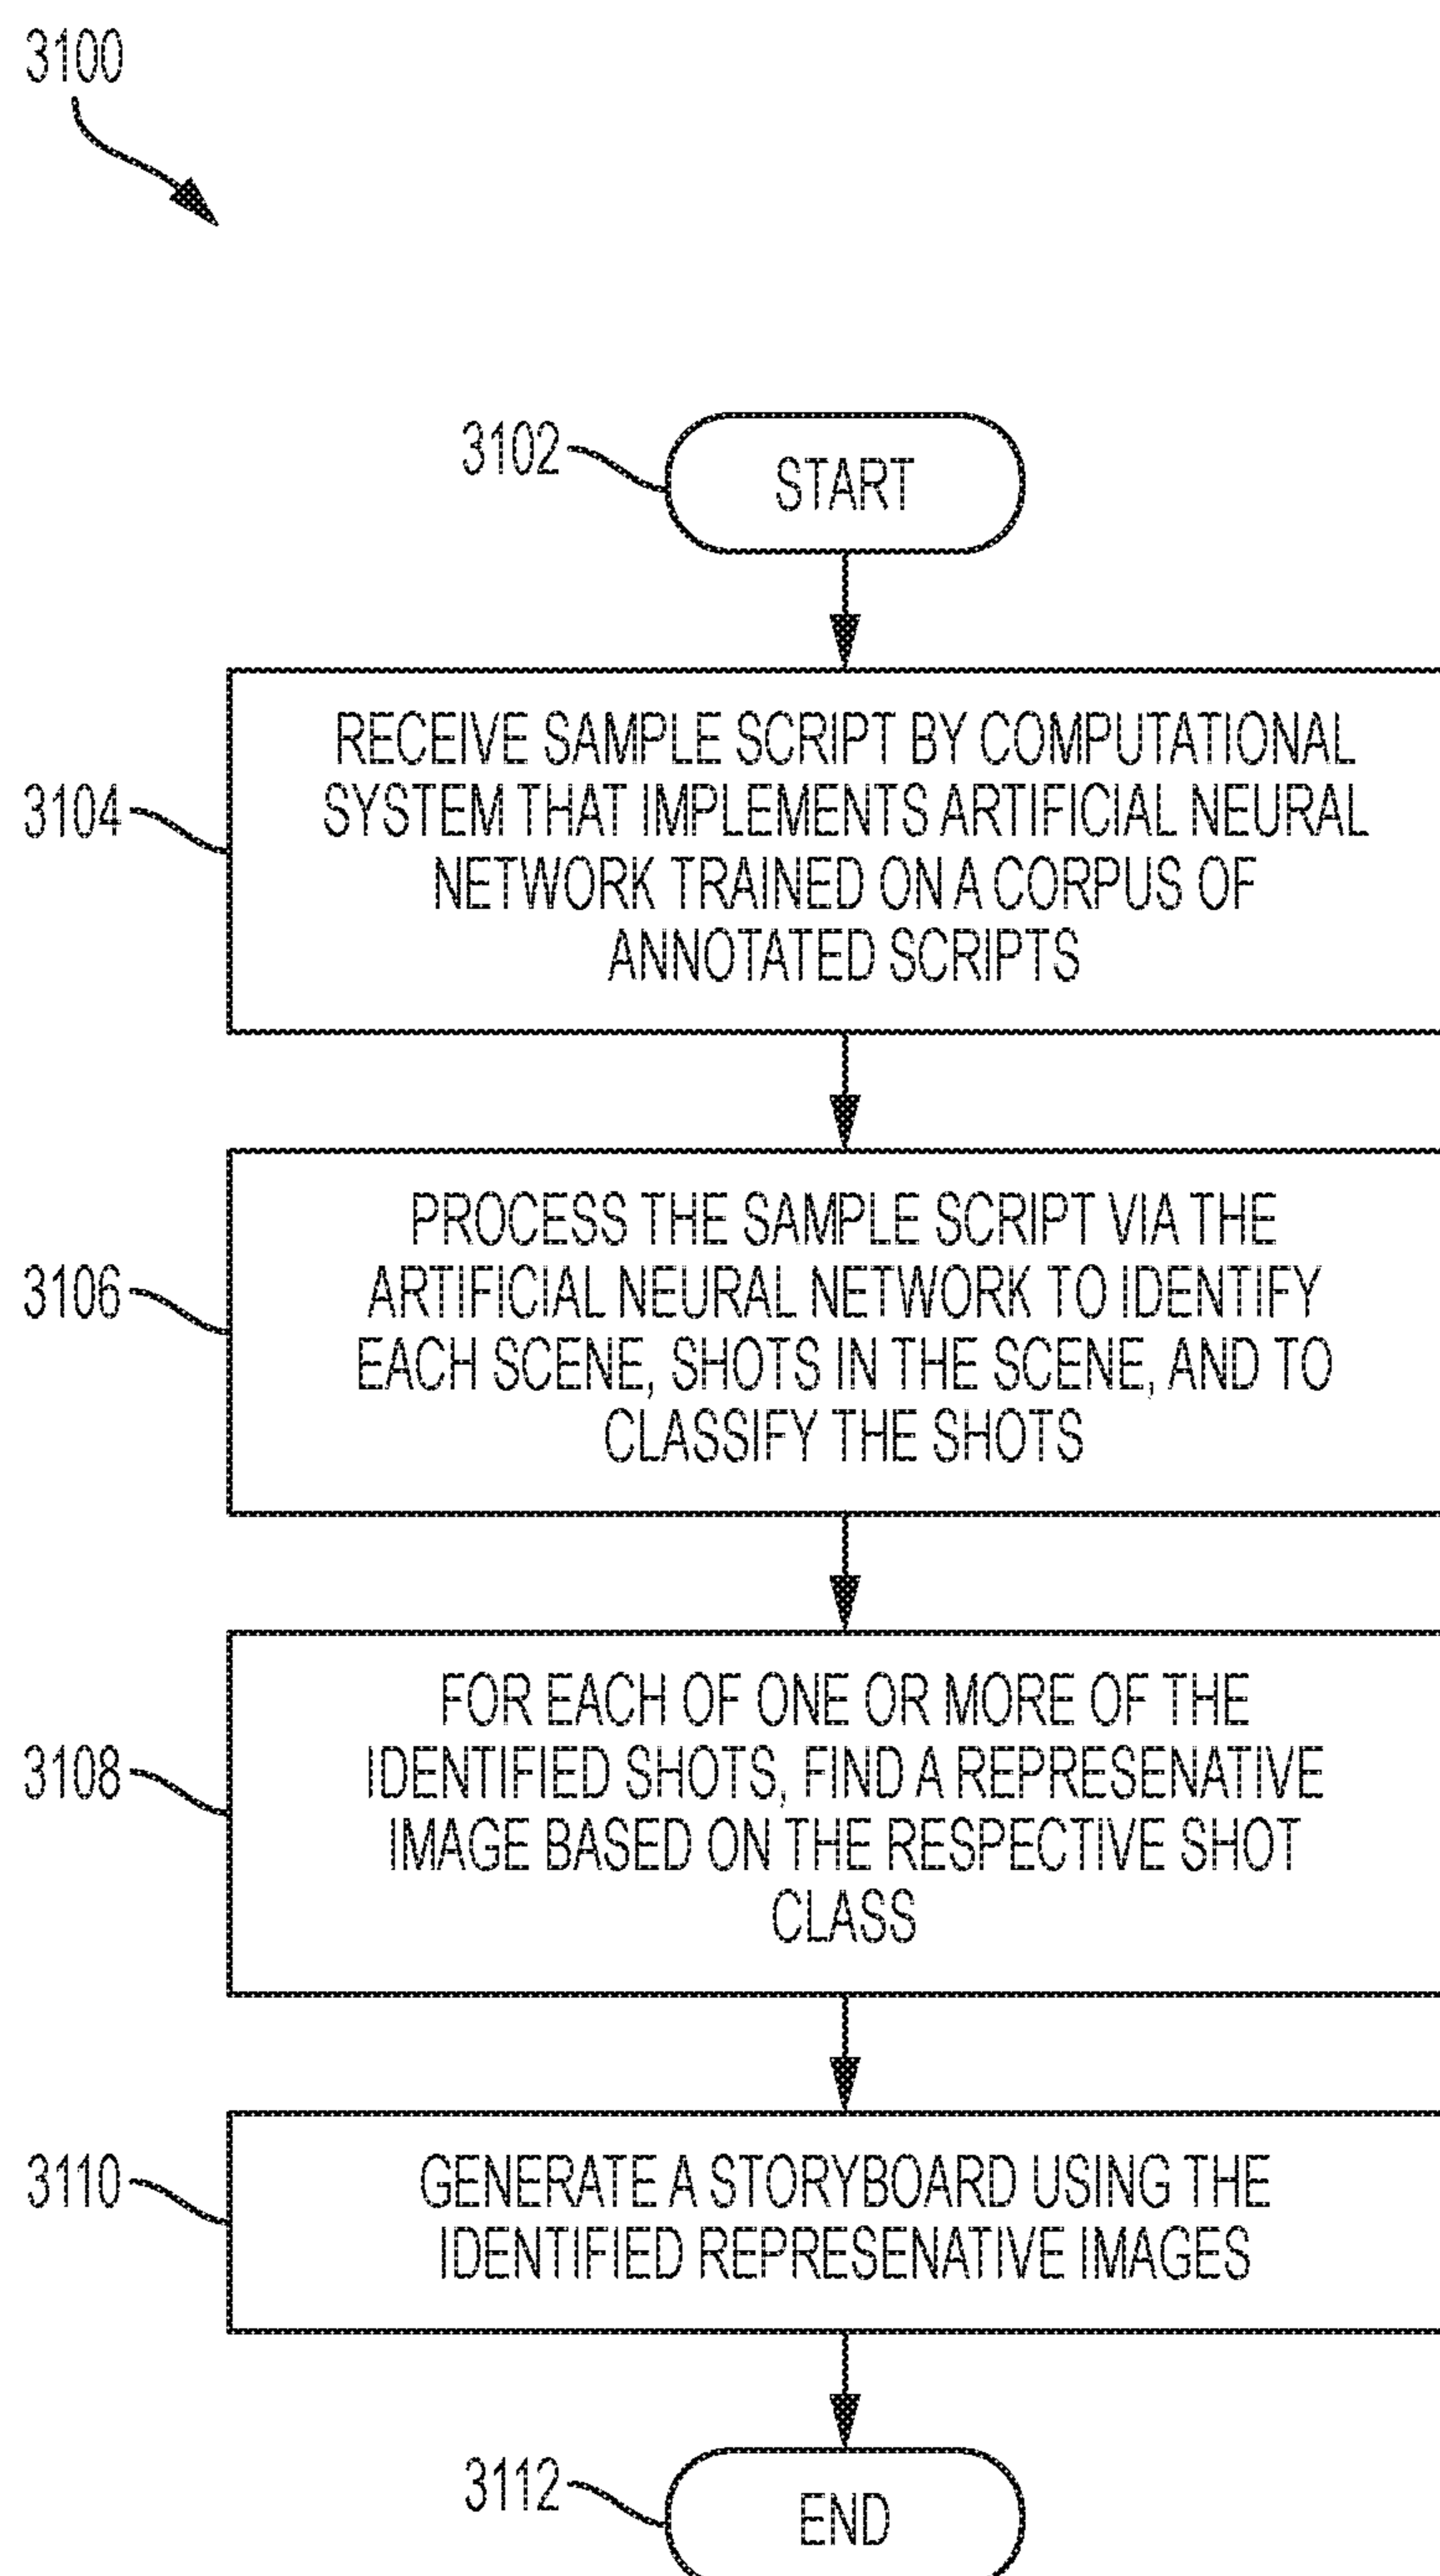 3100
3102
START
3104
RECEIVE SAMPLE SCRIPT BY COMPUTATIONAL
SYSTEM THAT IMPLEMENTS ARTIFICIAL NEURAL
NETWORK TRAINED ON A CORPUS OF
ANNOTATED SCRIPTS
3106
PROCESS THE SAMPLE SCRIPT VIA THE
ARTIFICIAL NEURAL NETWORK TO IDENTIFY
EACH SCENE, SHOTS IN THE SCENE, AND TO
CLASSIFY THE SHOTS
3108
FOR EACH OF ONE OR MORE OF THE
IDENTIFIED SHOTS, FIND A REPRESENATIVE
IMAGE BASED ON THE RESPECTIVE SHOT
CLASS
3110
GENERATE A STORYBOARD USING THE
IDENTIFIED REPRESENATIVE IMAGES
3112
END